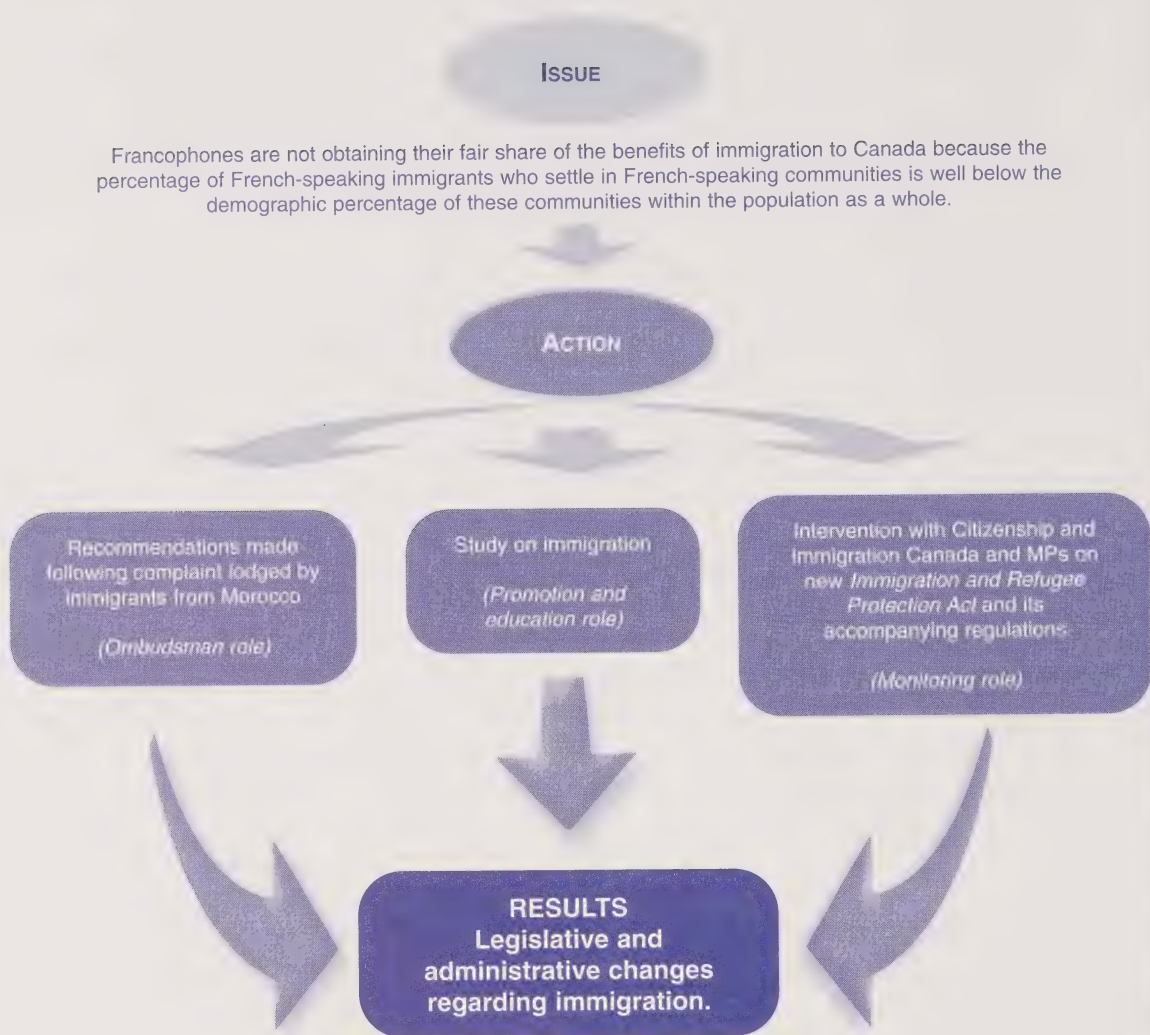 ISSUE
Francophones are not obtaining their fair share of the benefits of immigration to Canada because the
percentage of French-speaking immigrants who settle in French-speaking communities is well below the
demographic percentage of these communities within the population as a whole.
ACTION
Recommendations made
following complaint lodged by
immigrants from Morocco
(Ombudsman role)
Study on immigration
(Promotion and
education role)
Intervention with Citizenship and
Immigration Canada and MPs on
new Immigration and Refugee
Protection Act and its
accompanying regulations
(Monitoring role)
RESULTS
Legislative and
administrative changes
regarding immigration.